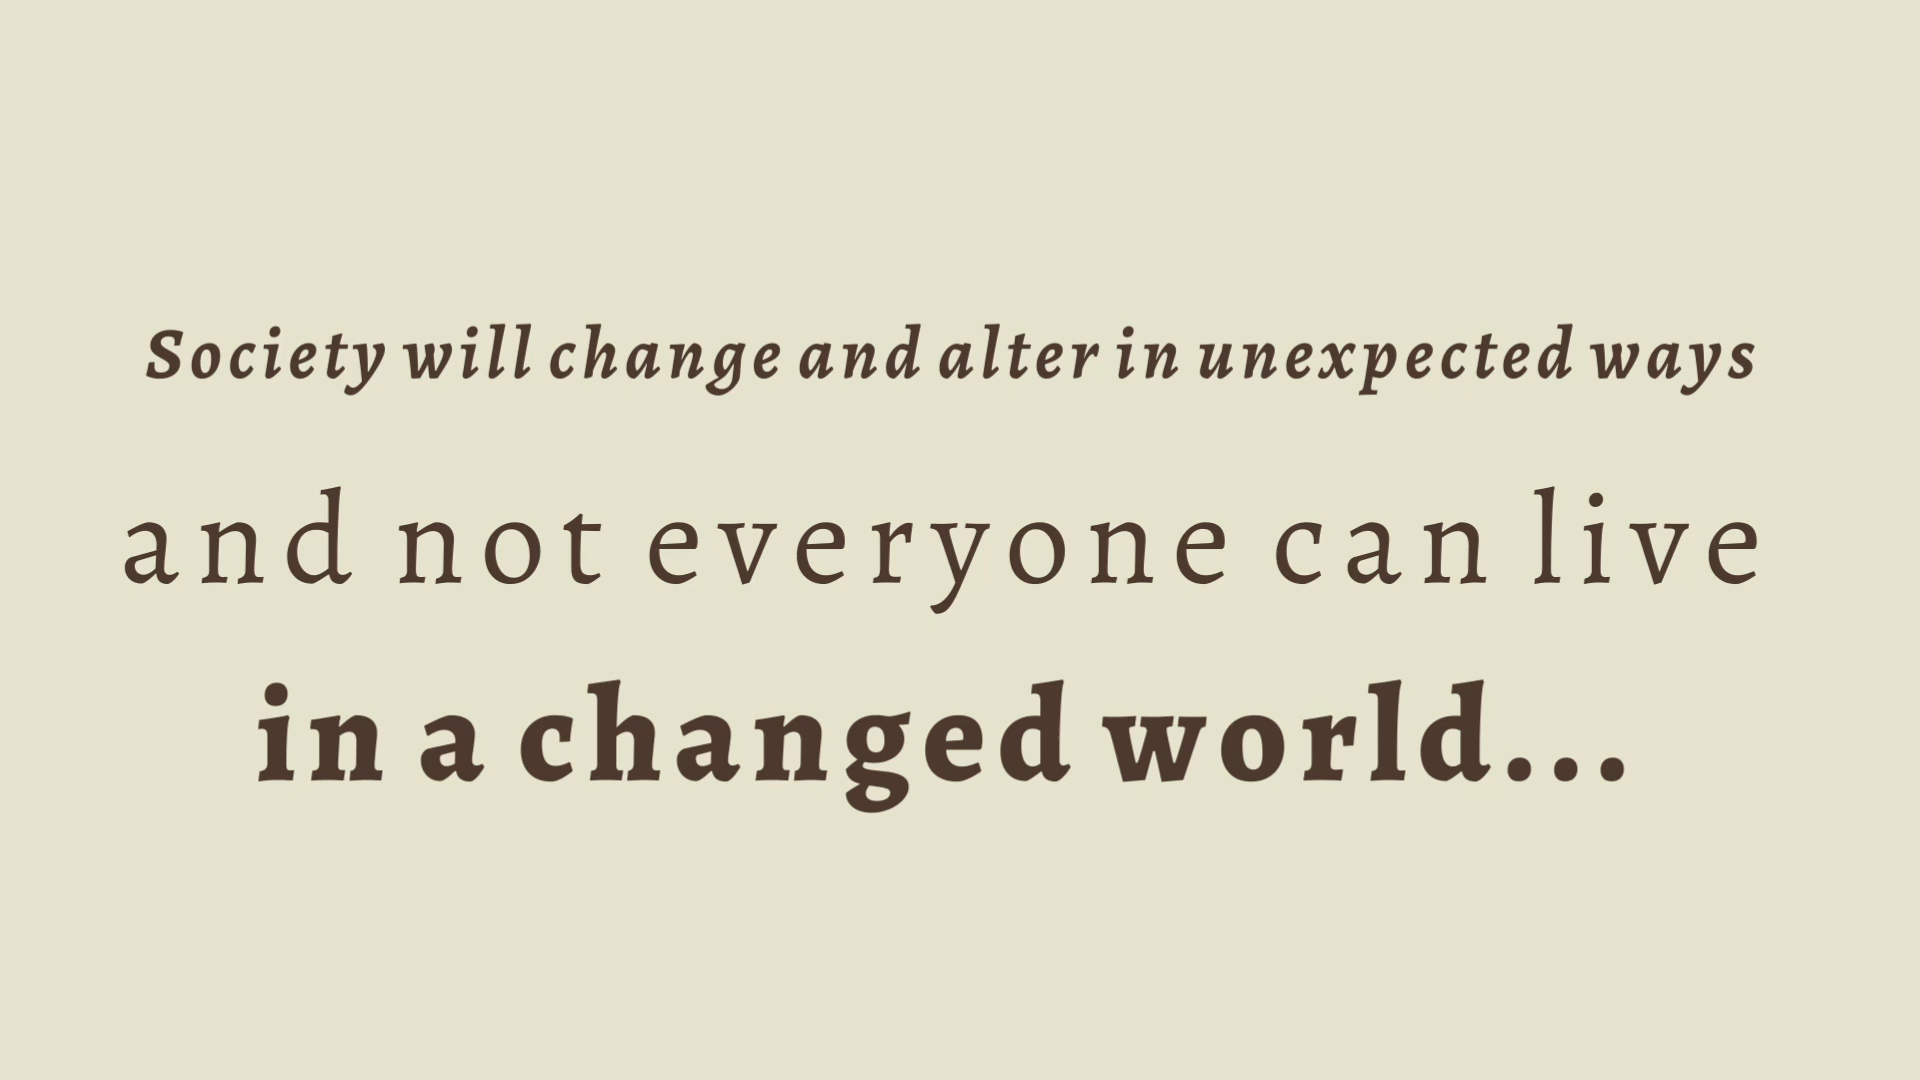 Society will change and alter in unexpected ways
and not everyone can live
in a changed world...